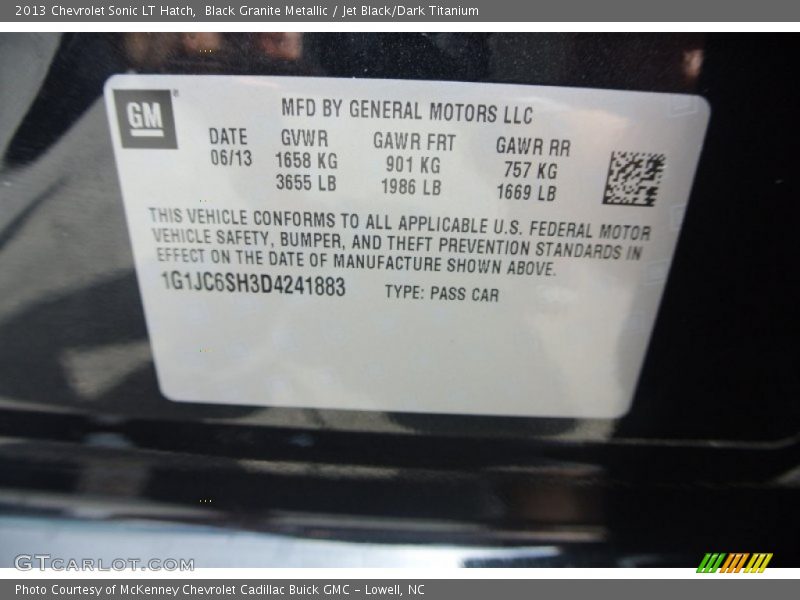 2013 Chevrolet Sonic LT Hatch, Black Granite Metallic / Jet Black/Dark Titanium
GM®
MFD BY GENERAL MOTORS LLC
DATE GVWR GAWR FRT GAWR RR
06/13 1658 KG 901 KG 757 KG
3655 LB 1986 LB 1669 LB
THIS VEHICLE CONFORMS TO ALL APPLICABLE U.S. FEDERAL MOTOR
VEHICLE SAFETY, BUMPER, AND THEFT PREVENTION STANDARDS IN
EFFECT ON THE DATE OF MANUFACTURE SHOWN ABOVE.
1G1JC6SH3D4241883 TYPE: PASS CAR
GTCARLOT.COM
Photo Courtesy of McKenney Chevrolet Cadillac Buick GMC - Lowell, NC